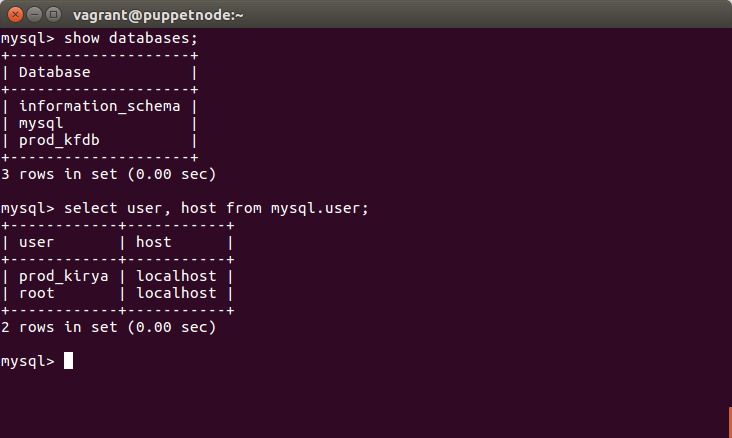 vagrant@puppetnode:~
mysql> show databases;
+--------------------+
| Database           |
+--------------------+
| information_schema |
| mysql              |
| prod_kfdb          |
+--------------------+
3 rows in set (0.00 sec)
mysql> select user, host from mysql.user;
+------------+-----------+
| user       | host      |
+------------+-----------+
| prod_kirya | localhost |
| root       | localhost |
+------------+-----------+
2 rows in set (0.00 sec)
mysql>